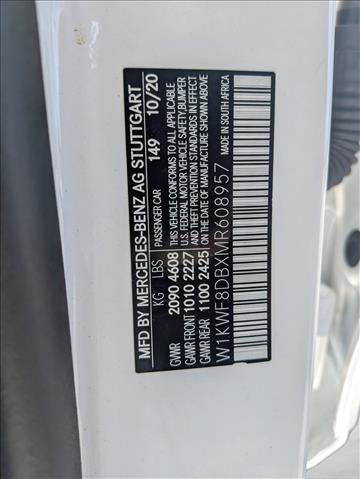 MFD BY MERCEDES-BENZ AG STUTTGART
PASSENGER CAR 149 10/20
KG LBS THIS VEHICLE CONFORMS TO ALL APPLICABLE
GVWR 2090 4608 U.S. FEDERAL MOTOR VEHICLE SAFETY,BUMPER
GAWR FRONT 1010 2227 AND THEFT PREVENTION STANDARDS IN EFFECT
GAWR REAR 1100 2425 ON THE DATE OF MANUFACTURE SHOWN ABOVE
W1KWF8DBXMR608957 MADE IN SOUTH AFRICA